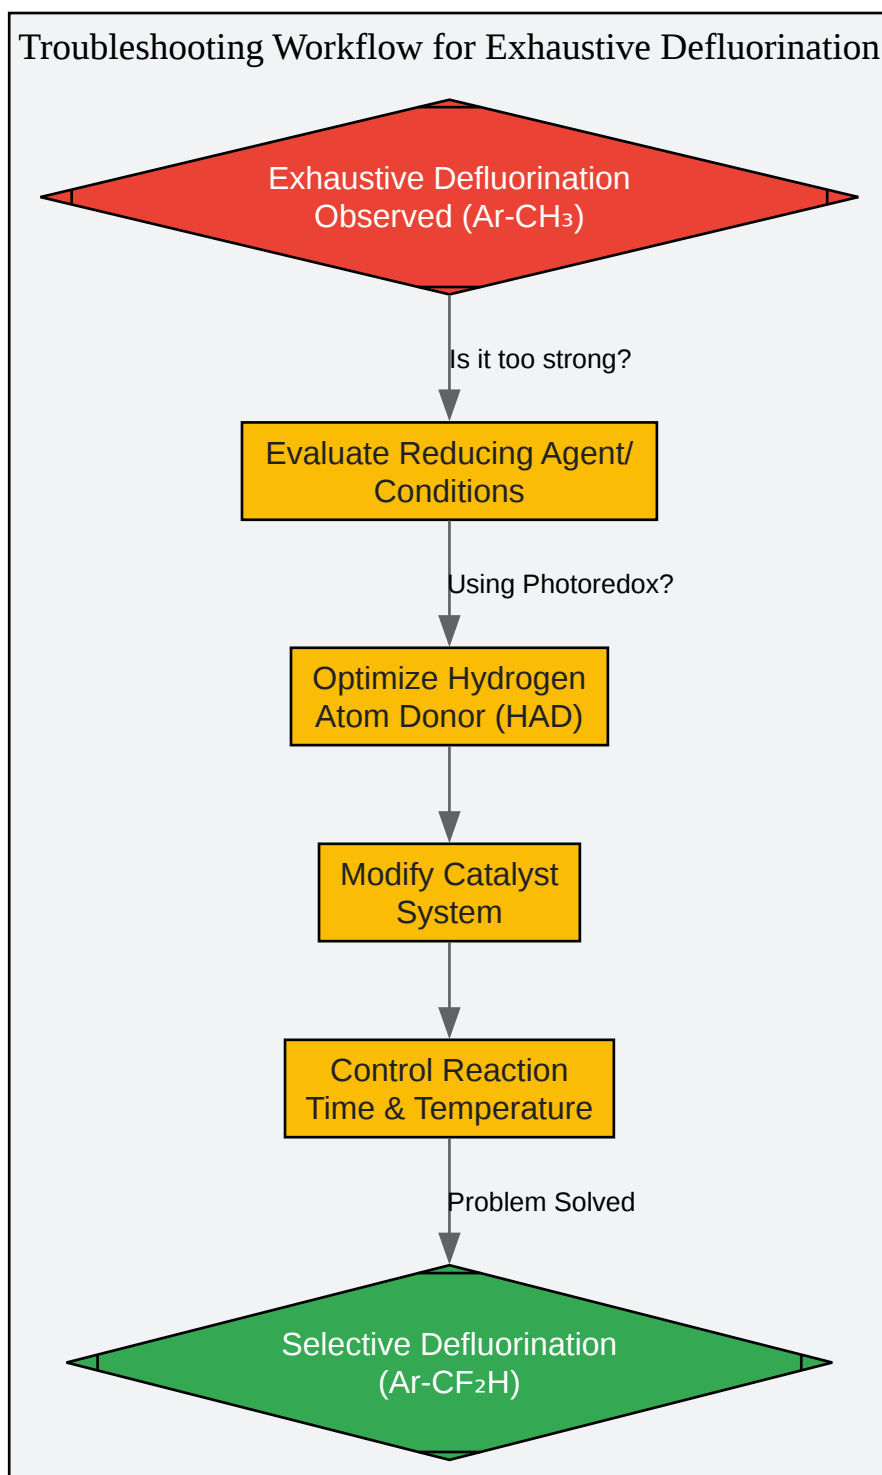 Troubleshooting Workflow for Exhaustive Defluorination
Exhaustive Defluorination
Observed (Ar-CH₃)
Is it too strong?
Evaluate Reducing Agent/
Conditions
Using Photoredox?
Optimize Hydrogen
Atom Donor (HAD)
Modify Catalyst
System
Control Reaction
Time & Temperature
Problem Solved
Selective Defluorination
(Ar-CF₂H)